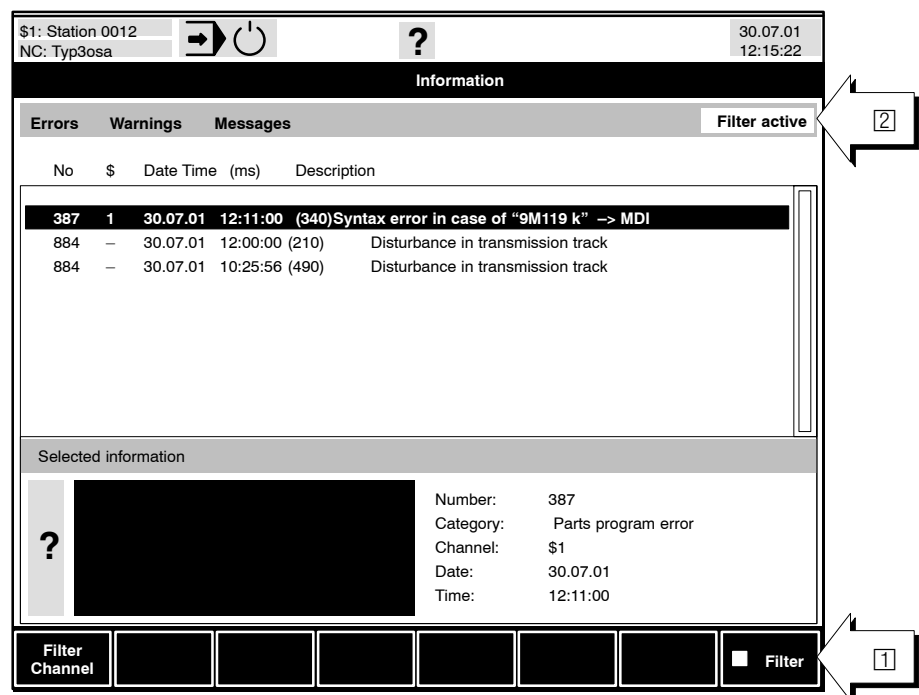 $1: Station 0012
NC: Typ3osa
?
30.07.01
12:15:22
Information
Errors Warnings Messages Filter active
2
No $ Date Time (ms) Description
387 1 30.07.01 12:11:00 (340)Syntax error in case of “9M119 k” –> MDI
884 – 30.07.01 12:00:00 (210) Disturbance in transmission track
884 – 30.07.01 10:25:56 (490) Disturbance in transmission track
Selected information
?
Number: 387
Category: Parts program error
Channel: $1
Date: 30.07.01
Time: 12:11:00
Filter
Channel
Filter
1